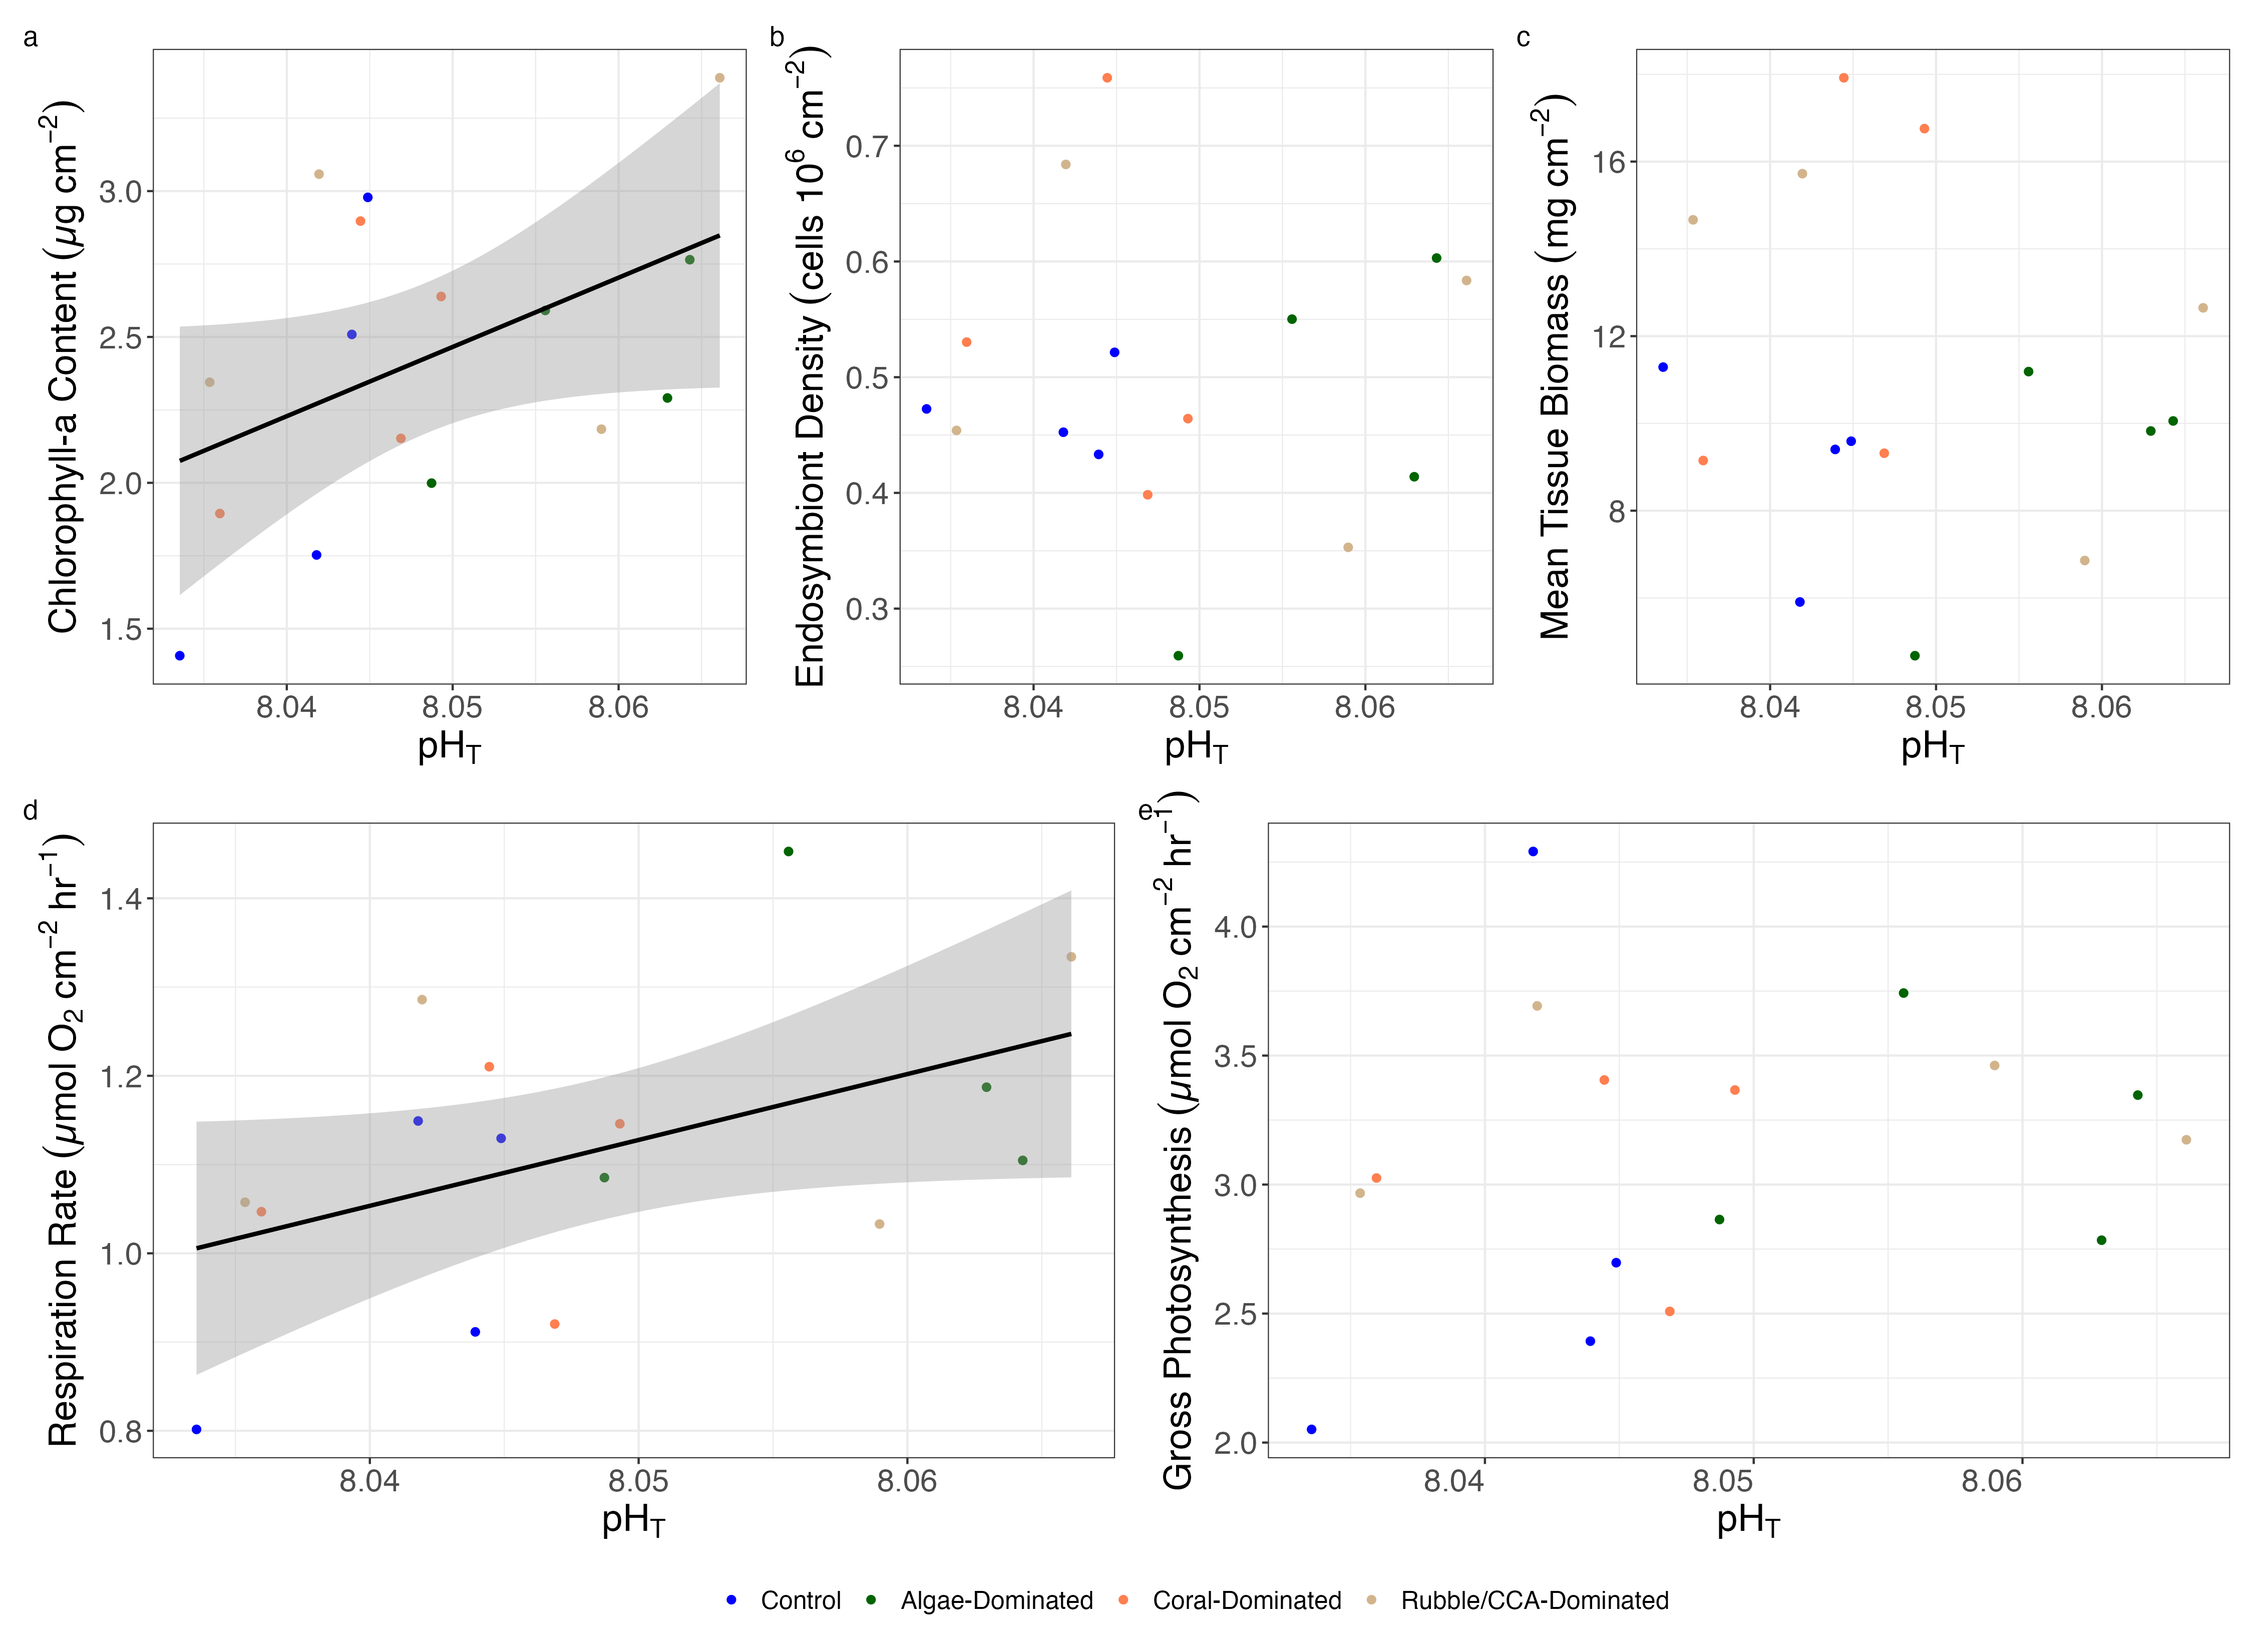 a
Chlorophyll-a Content (µg cm⁻²)
3.0
2.5
2.0
1.5
8.04 8.05 8.06
pH_T
b
Endosymbiont Density (cells 10⁶ cm⁻²)
0.7
0.6
0.5
0.4
0.3
8.04 8.05 8.06
pH_T
c
Mean Tissue Biomass (mg cm⁻²)
16
12
8
8.04 8.05 8.06
pH_T
d
Respiration Rate (µmol O₂ cm⁻² hr⁻¹)
1.4
1.2
1.0
0.8
8.04 8.05 8.06
pH_T
e
Gross Photosynthesis (µmol O₂ cm⁻² hr⁻¹)
4.0
3.5
3.0
2.5
2.0
8.04 8.05 8.06
pH_T
Control Algae-Dominated Coral-Dominated Rubble/CCA-Dominated